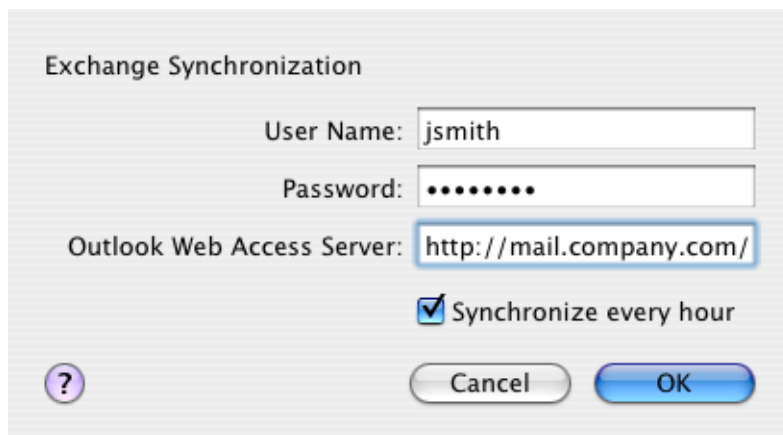 Exchange Synchronization
User Name: jsmith
Password: ••••••••
Outlook Web Access Server: http://mail.company.com/
Synchronize every hour
? Cancel OK